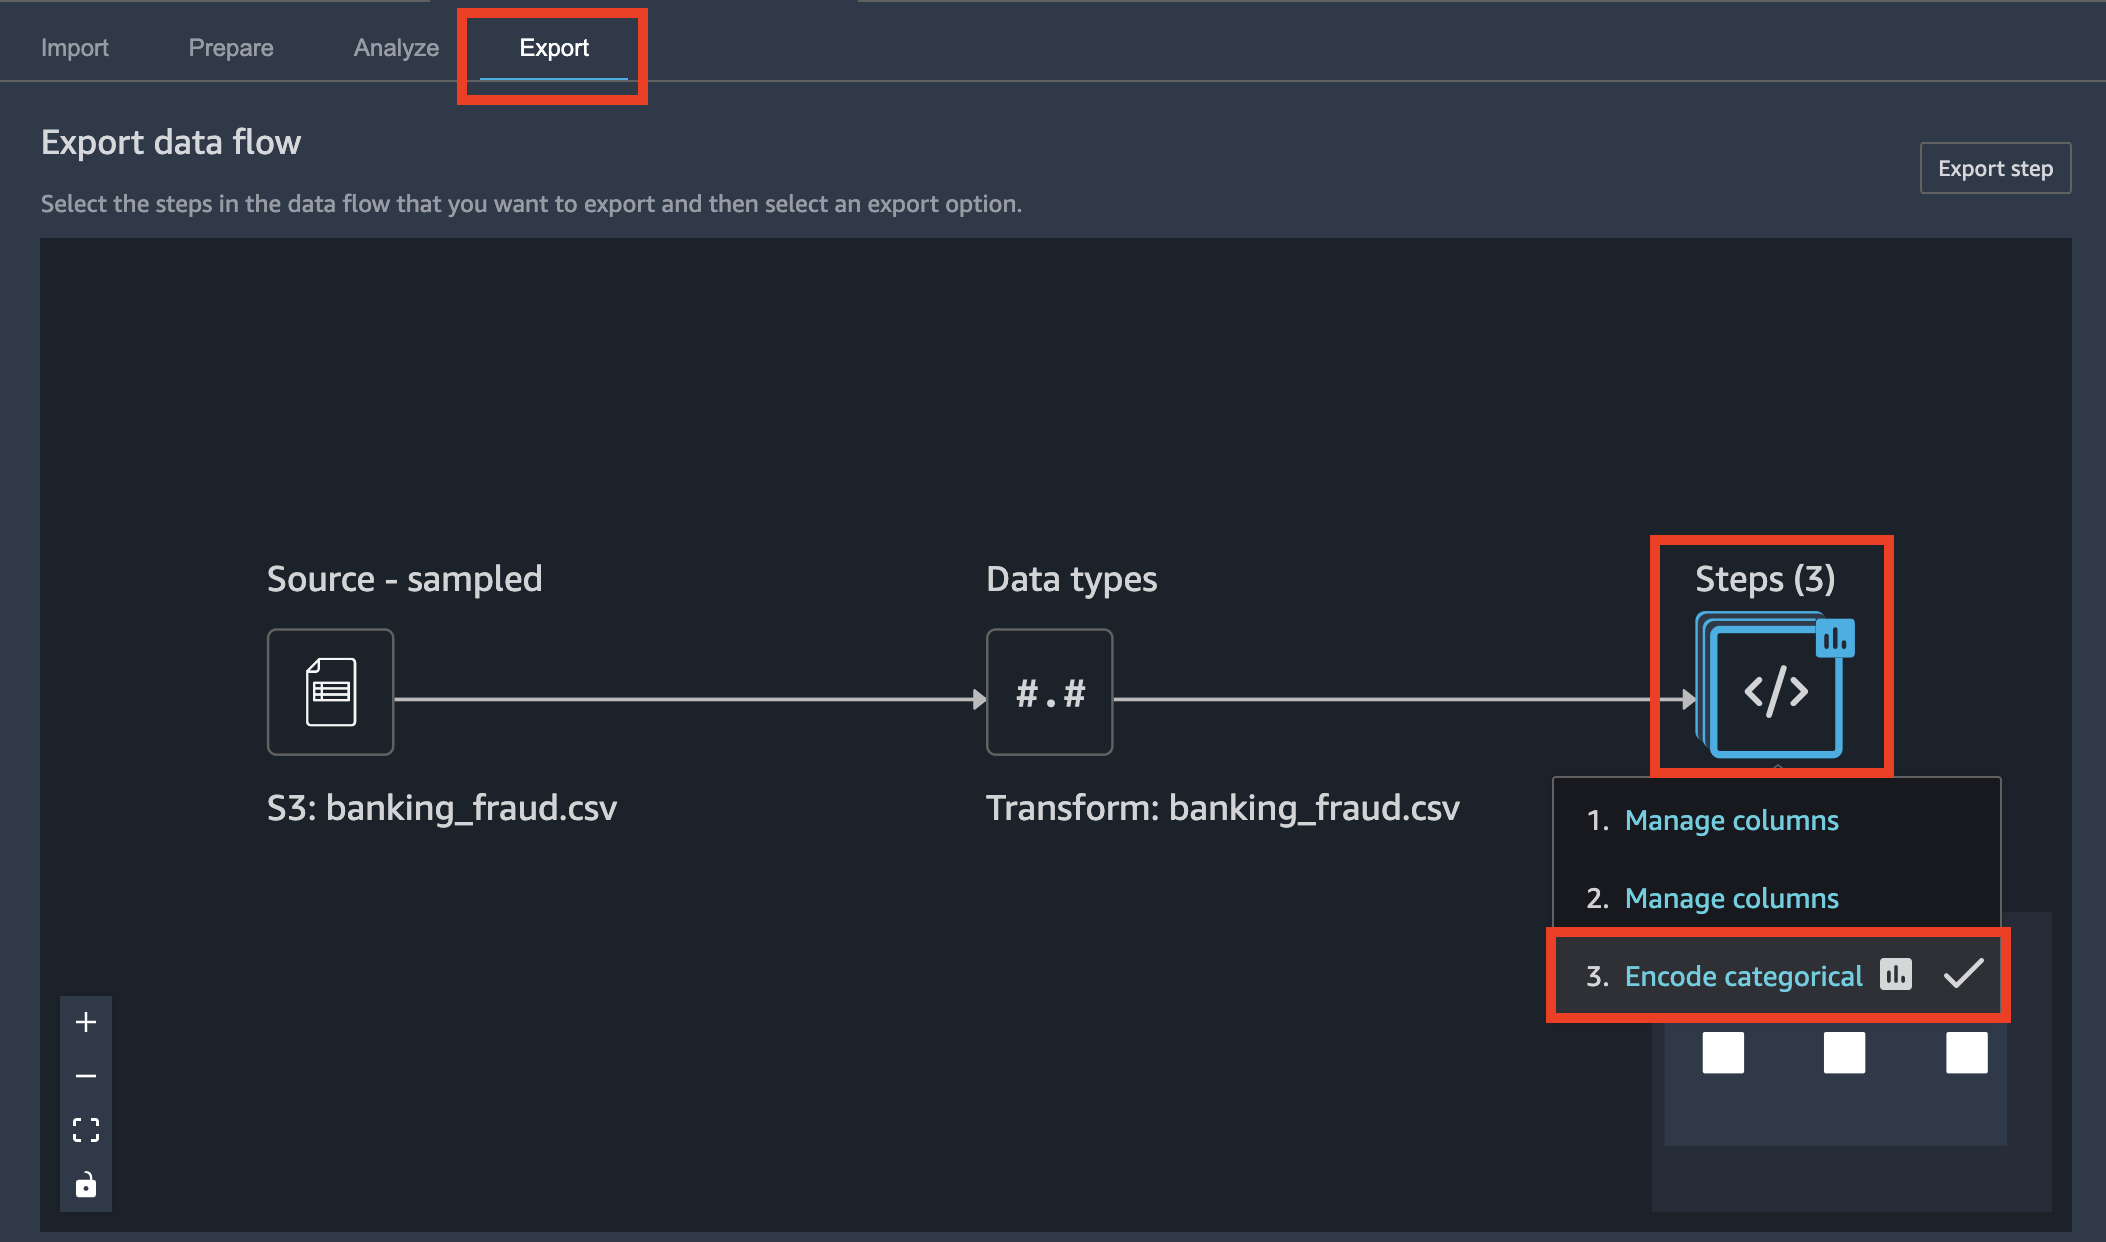 Import Prepare Analyze Export
Export data flow
Export step
Select the steps in the data flow that you want to export and then select an export option.
Source - sampled
Data types
Steps (3)
#.#
</>
S3: banking_fraud.csv
Transform: banking_fraud.csv
1. Manage columns
2. Manage columns
3. Encode categorical